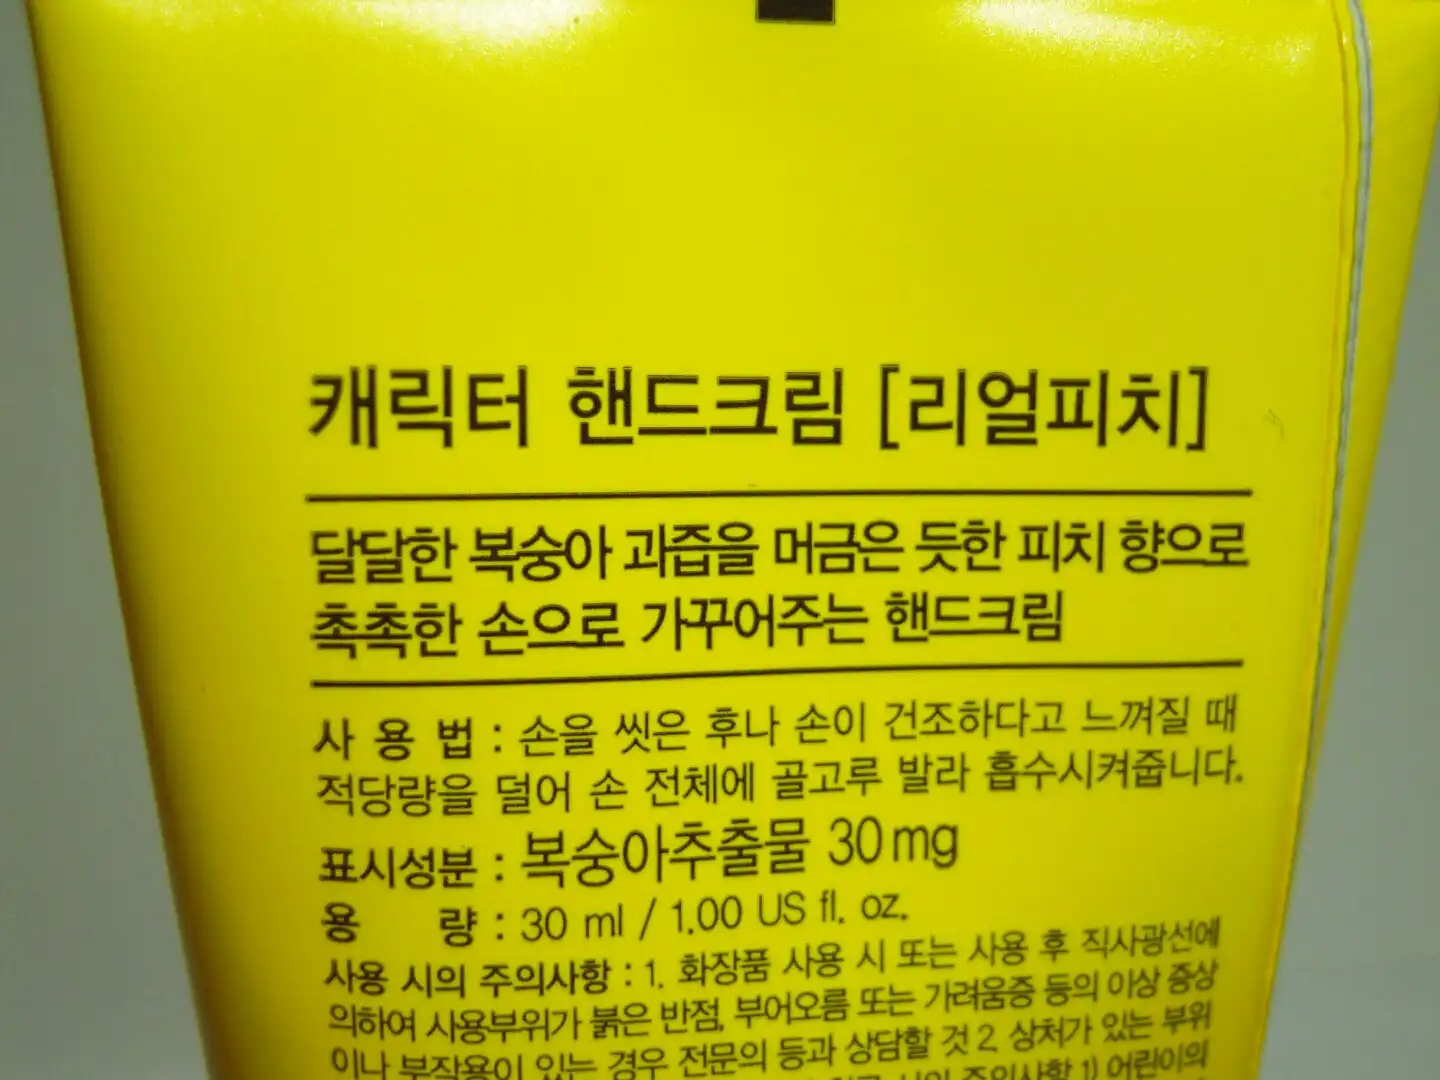 캐릭터 핸드크림 [리얼피치]
달달한 복숭아 과즙을 머금은 듯한 피치 향으로
촉촉한 손으로 가꾸어주는 핸드크림
사 용 법 : 손을 씻은 후나 손이 건조하다고 느껴질 때
적당량을 덜어 손 전체에 골고루 발라 흡수시켜줍니다.
표시성분 : 복숭아추출물 30mg
용 량 : 30 ml / 1.00 US fl. oz.
사용 시의 주의사항 : 1. 화장품 사용 시 또는 사용 후 직사광선에
의하여 사용부위가 붉은 반점, 부어오름 또는 가려움증 등의 이상 증상
이나 부작용이 있는 경우 전문의 등과 상담할 것 2. 상처가 있는 부위
주의사항 1) 어린이의